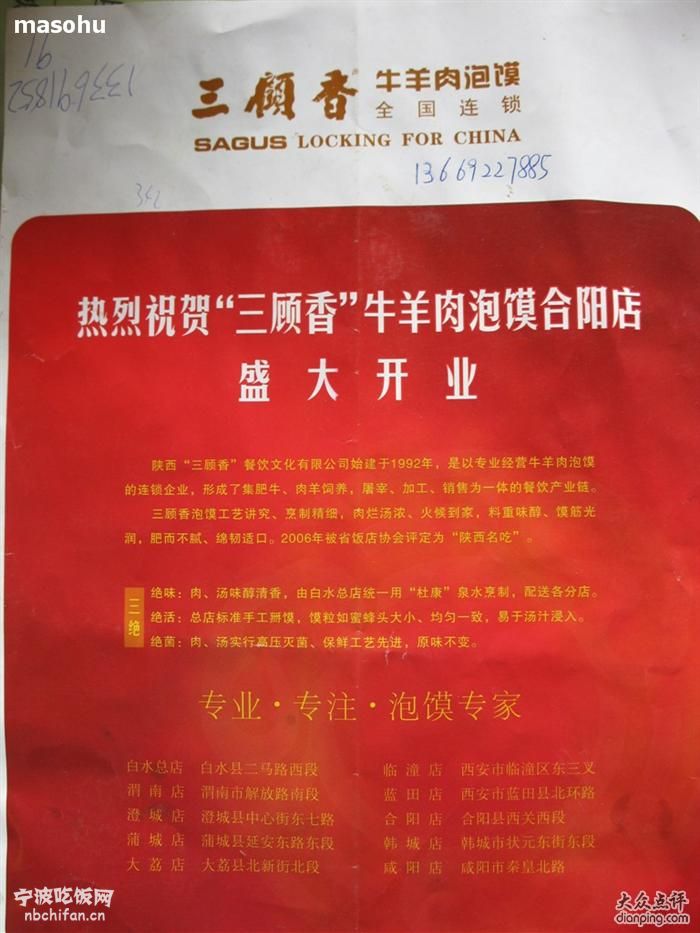 masohu
91
13369911852
三顾香 牛羊肉泡馍
全国连锁
SAGUS LOCKING FOR CHINA
13669227885
342
热烈祝贺“三顾香”牛羊肉泡馍合阳店
盛大开业
陕西“三顾香”餐饮文化有限公司始建于1992年，是以专业经营牛羊肉泡馍
的连锁企业，形成了集肥牛、肉羊饲养，屠宰、加工、销售为一体的餐饮产业链。
三顾香泡馍工艺讲究、烹制精细，肉烂汤浓、火候到家，料重味醇、馍筋光
润，肥而不腻、绵韧适口。2006年被省饭店协会评定为“陕西名吃”。
三绝
绝味：肉、汤味醇清香，由白水总店统一用“杜康”泉水烹制，配送各分店。
绝活：总店标准手工掰馍，馍粒如蜜蜂头大小、均匀一致，易于汤汁浸入。
绝菌：肉、汤实行高压灭菌、保鲜工艺先进，原味不变。
专业·专注·泡馍专家
白水总店 白水县二马路西段 临潼店 西安市临潼区东三叉
渭南店 渭南市解放路南段 蓝田店 西安市蓝田县北环路
澄城店 澄城县中心街东七路 合阳店 合阳县西关西段
蒲城店 蒲城县延安东路东段 韩城店 韩城市状元东街东段
大荔店 大荔县北新街北段 咸阳店 咸阳市秦皇北路
宁波吃饭网
nbchifan.cn
大众点评
dianping.com